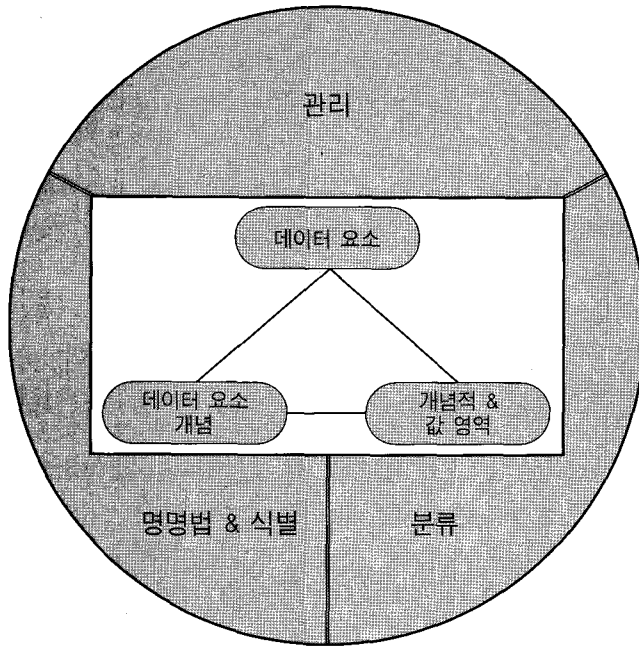 관리
데이터 요소
데이터 요소
개념
개념적 &
값 영역
명명법 & 식별
분류